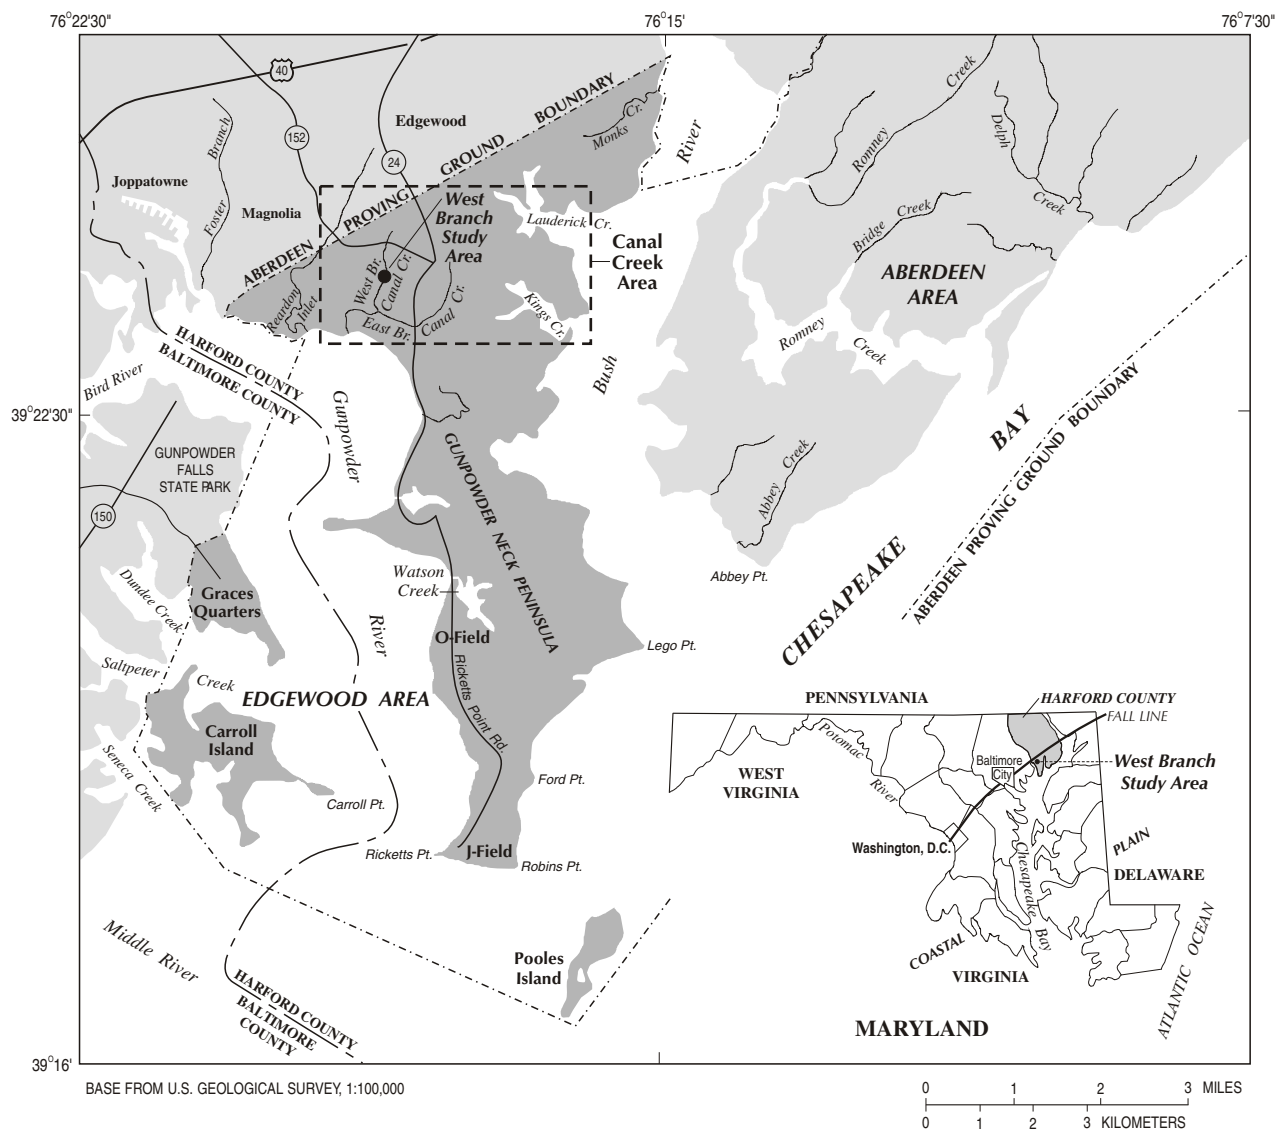 76°22'30"
76°15'
76°7'30"
40
152
24
Edgewood
ABERDEEN PROVING GROUND BOUNDARY
Monks Cr.
River
Romney Creek
Delph Creek
Joppatowne
Foster Branch
Magnolia
West
Branch
Study
Area
Lauderick Cr.
Canal
Creek
Area
Bridge Creek
ABERDEEN
AREA
Reardon
Inlet
West Br.
Canal Cr.
East Br. Canal Cr.
Kings Cr.
Romney Creek
HARFORD COUNTY
BALTIMORE COUNTY
Bird River
Bush
39°22'30"
Gunpowder
BAY
GUNPOWDER
FALLS
STATE PARK
150
GUNPOWDER NECK PENINSULA
Abbey Creek
ABERDEEN PROVING GROUND BOUNDARY
CHESAPEAKE
Abbey Pt.
Dundee Creek
Graces
Quarters
Watson
Creek
River
O-Field
Lego Pt.
Saltpeter Creek
EDGEWOOD AREA
Ricketts Point Rd.
Carroll
Island
Seneca Creek
Ford Pt.
Carroll Pt.
Ricketts Pt.
J-Field
Robins Pt.
Middle River
Pooles
Island
HARFORD COUNTY
BALTIMORE
COUNTY
PENNSYLVANIA
HARFORD COUNTY
FALL LINE
Potomac River
WEST
VIRGINIA
Baltimore
City
West Branch
Study Area
Washington, D.C.
PLAIN
Chesapeake Bay
DELAWARE
COASTAL
VIRGINIA
ATLANTIC OCEAN
MARYLAND
39°16'
BASE FROM U.S. GEOLOGICAL SURVEY, 1:100,000
0 1 2 3 MILES
0 1 2 3 KILOMETERS